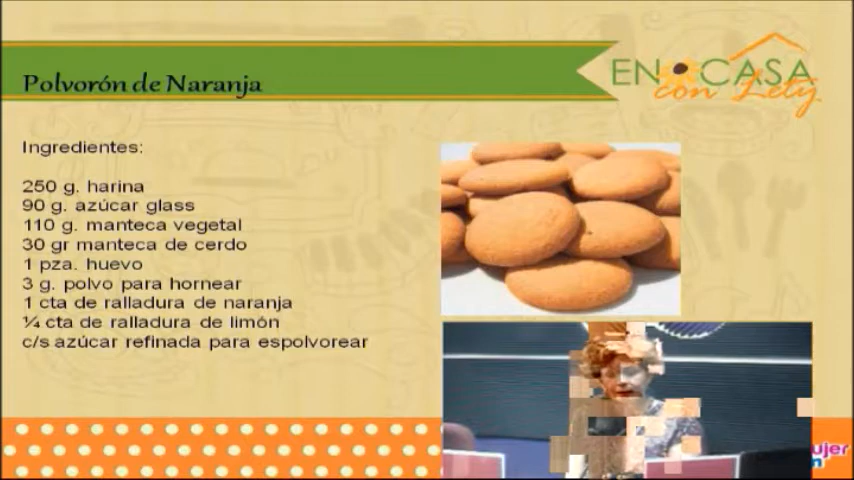 Polvorón de Naranja
EN CASA
con Lety
Ingredientes:
250 g. harina
90 g. azúcar glass
110 g. manteca vegetal
30 gr manteca de cerdo
1 pza. huevo
3 g. polvo para hornear
1 cta de ralladura de naranja
¼ cta de ralladura de limón
c/s azúcar refinada para espolvorear